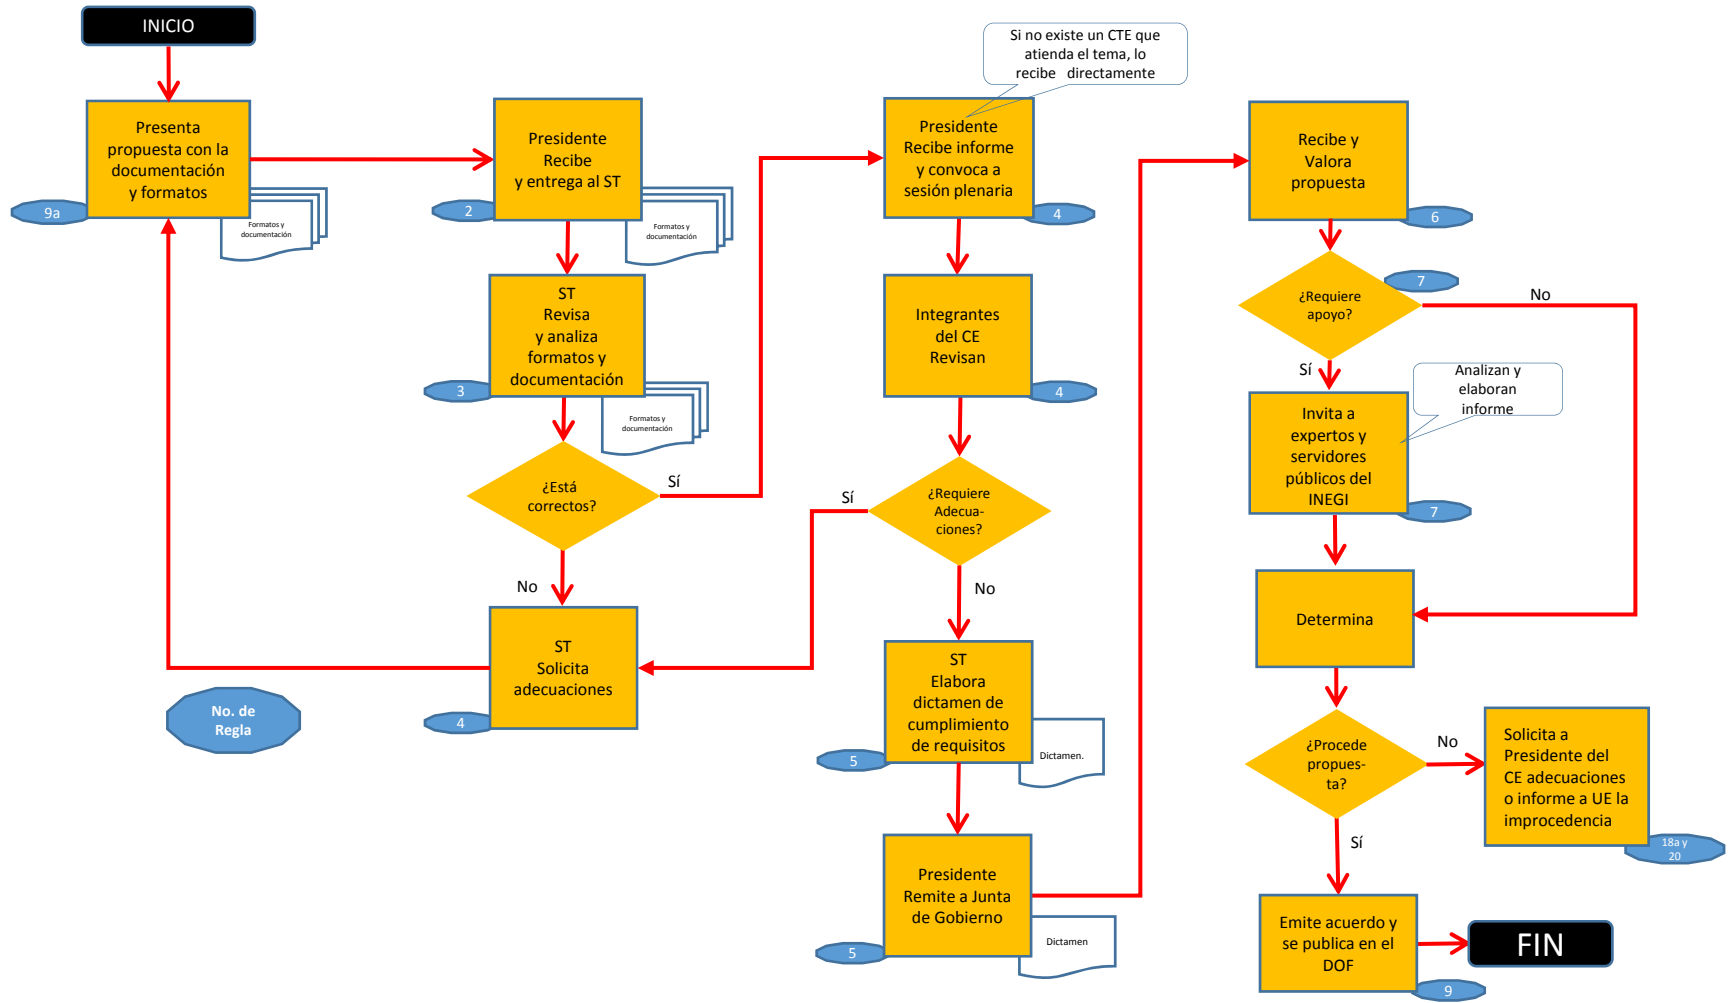 INICIO
Presenta
propuesta con la
documentación
y formatos
9a
Formatos y
documentación
Presidente
Recibe
y entrega al ST
2
Formatos y
documentación
ST
Revisa
y analiza
formatos y
documentación
3
Formatos y
documentación
¿Está
correctos?
Sí
No
ST
Solicita
adecuaciones
4
No. de
Regla
Si no existe un CTE que
atienda el tema, lo
recibe directamente
Presidente
Recibe informe
y convoca a
sesión plenaria
4
Integrantes
del CE
Revisan
4
¿Requiere
Adecua-
ciones?
Sí
No
ST
Elabora
dictamen de
cumplimiento
de requisitos
5
Dictamen.
Presidente
Remite a Junta
de Gobierno
5
Dictamen
Recibe y
Valora
propuesta
6
¿Requiere
apoyo?
7
No
Sí
Analizan y
elaboran
informe
Invita a
expertos y
servidores
públicos del
INEGI
7
Determina
¿Procede
propues-
ta?
No
Solicita a
Presidente del
CE adecuaciones
o informe a UE la
improcedencia
18a y
20
Sí
Emite acuerdo y
se publica en el
DOF
9
FIN